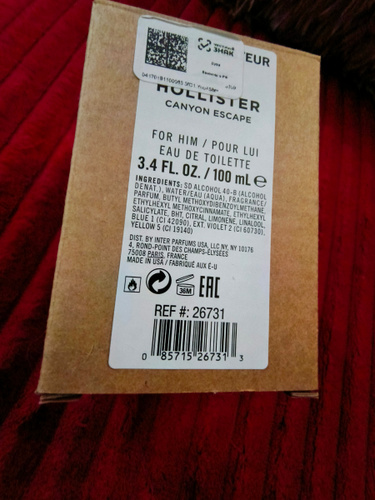 ЧЕСТНЫЙ
ЗНАК
EUR
HOLLISTER
CANYON ESCAPE
FOR HIM / POUR LUI
EAU DE TOILETTE
3.4 FL. OZ. / 100 mL ℮
INGREDIENTS: SD ALCOHOL 40-B (ALCOHOL
DENAT.), WATER/EAU (AQUA), FRAGRANCE/
PARFUM, BUTYL METHOXYDIBENZOYLMETHANE
ETHYLHEXYL METHOXYCINNAMATE, ETHYLHEXYL
SALICYLATE, BHT, CITRAL, LIMONENE, LINALOOL,
BLUE 1 (CI 42090), EXT. VIOLET 2 (CI 60730),
YELLOW 5 (CI 19140)
DIST. BY INTER PARFUMS USA, LLC NY, NY 10176
4, ROND-POINT DES CHAMPS-ELYSÉES
75008 PARIS, FRANCE
MADE IN USA / FABRIQUÉ AUX É-U
36M
EAC
REF #: 26731
0 85715 26731 3